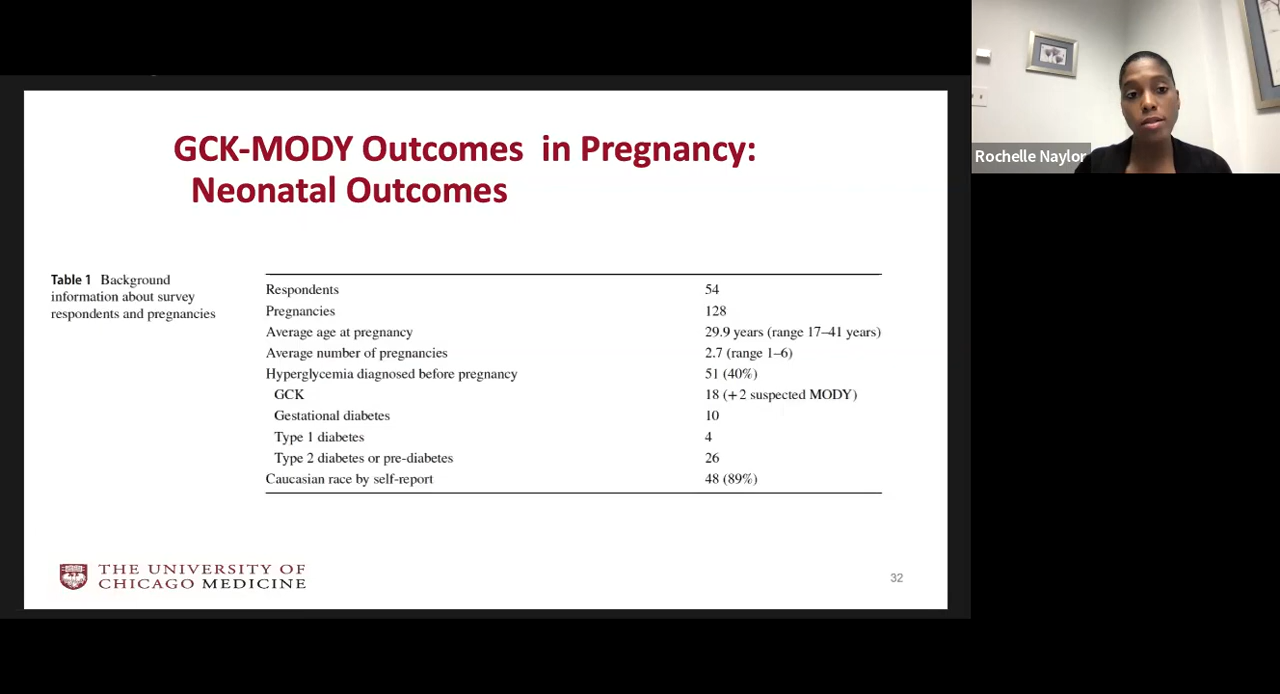 GCK-MODY Outcomes in Pregnancy:
Neonatal Outcomes
Table 1 Background
information about survey
respondents and pregnancies
Respondents 54
Pregnancies 128
Average age at pregnancy 29.9 years (range 17–41 years)
Average number of pregnancies 2.7 (range 1–6)
Hyperglycemia diagnosed before pregnancy 51 (40%)
GCK 18 (+2 suspected MODY)
Gestational diabetes 10
Type 1 diabetes 4
Type 2 diabetes or pre-diabetes 26
Caucasian race by self-report 48 (89%)
THE UNIVERSITY OF
CHICAGO MEDICINE
32
Rochelle Naylor